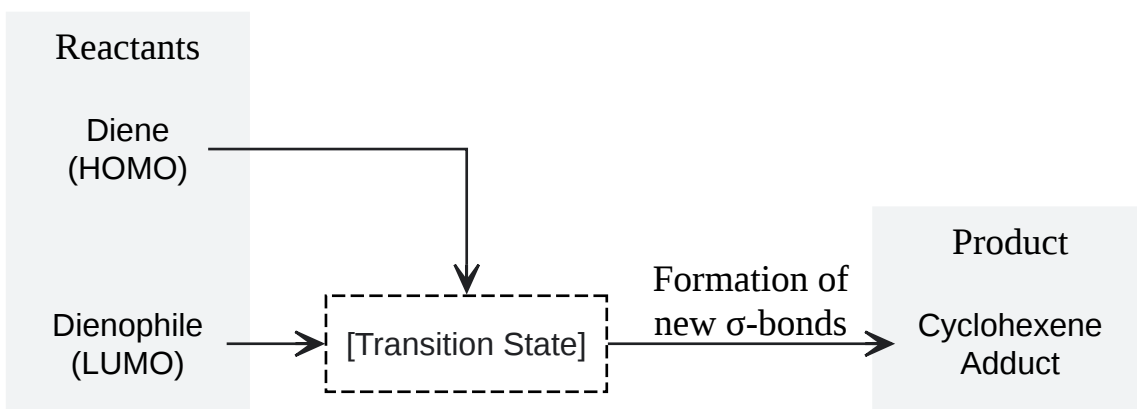 Reactants
Diene
(HOMO)
Dienophile
(LUMO)
[Transition State]
Formation of
new σ-bonds
Product
Cyclohexene
Adduct